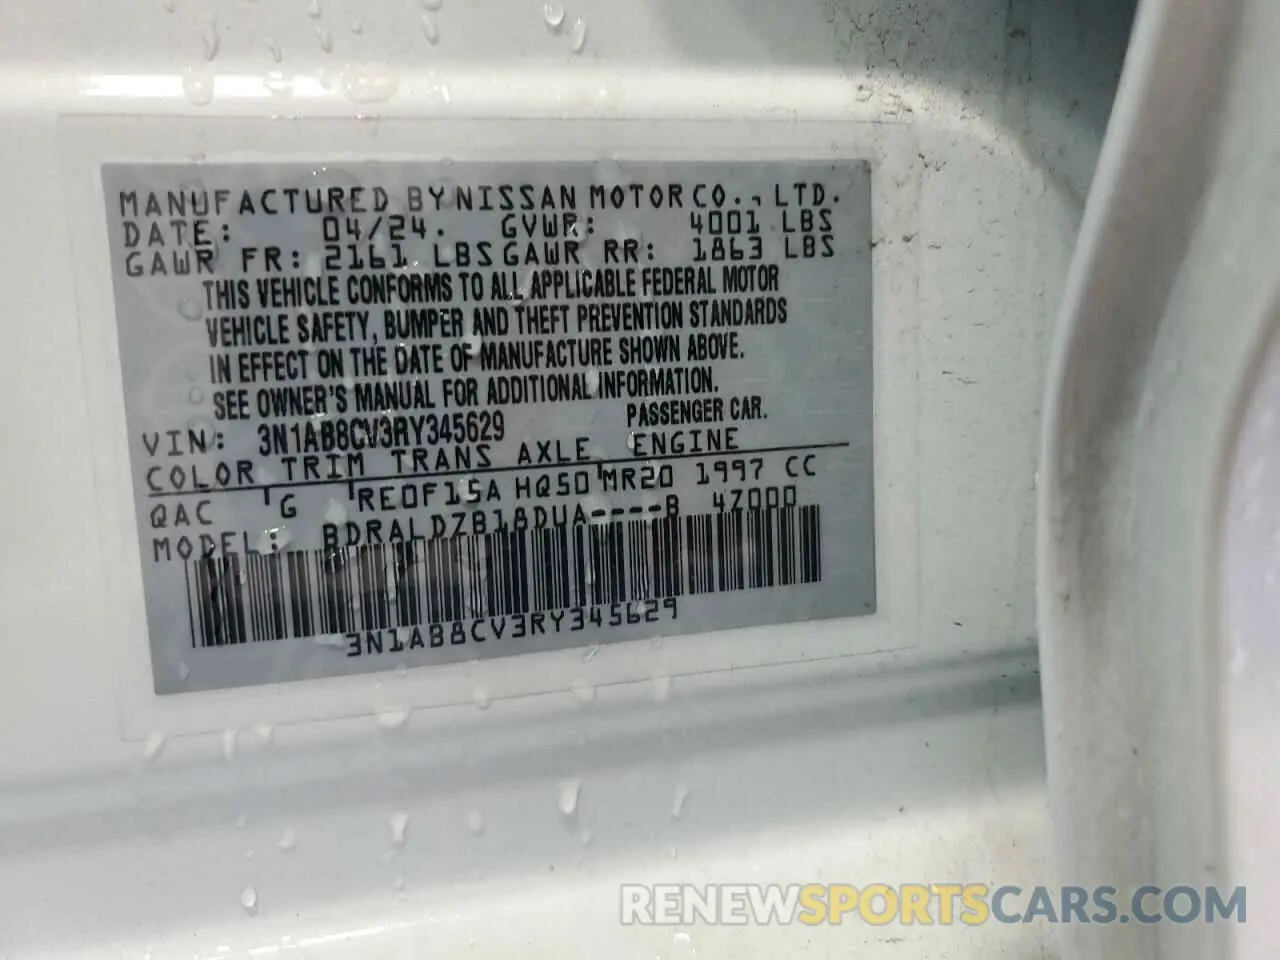 MANUFACTURED BY NISSAN MOTOR CO., LTD.
DATE: 04/24. GVWR: 4001 LBS
GAWR FR: 2161 LBS GAWR RR: 1863 LBS
THIS VEHICLE CONFORMS TO ALL APPLICABLE FEDERAL MOTOR
VEHICLE SAFETY, BUMPER AND THEFT PREVENTION STANDARDS
IN EFFECT ON THE DATE OF MANUFACTURE SHOWN ABOVE.
SEE OWNER'S MANUAL FOR ADDITIONAL INFORMATION.
VIN: 3N1AB8CV3RY345629 PASSENGER CAR.
COLOR TRIM TRANS AXLE ENGINE
QAC G RE0F15A HQ50 MR20 1997 CC
MODEL: BDRALDZB18DUA----B 4Z000
3N1AB8CV3RY345629
RENEWSPORTSCARS.COM